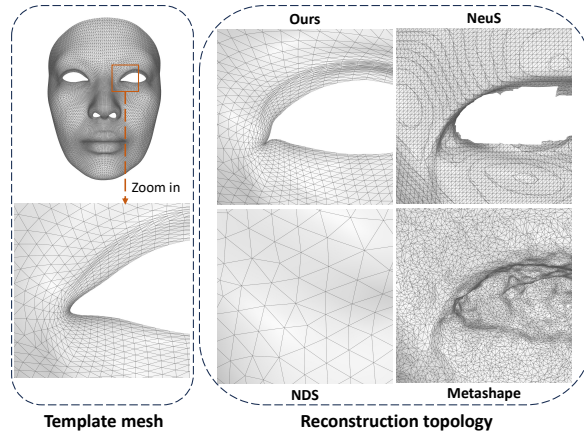 Ours
NeuS
Zoom in
NDS
Metashape
Template mesh
Reconstruction topology